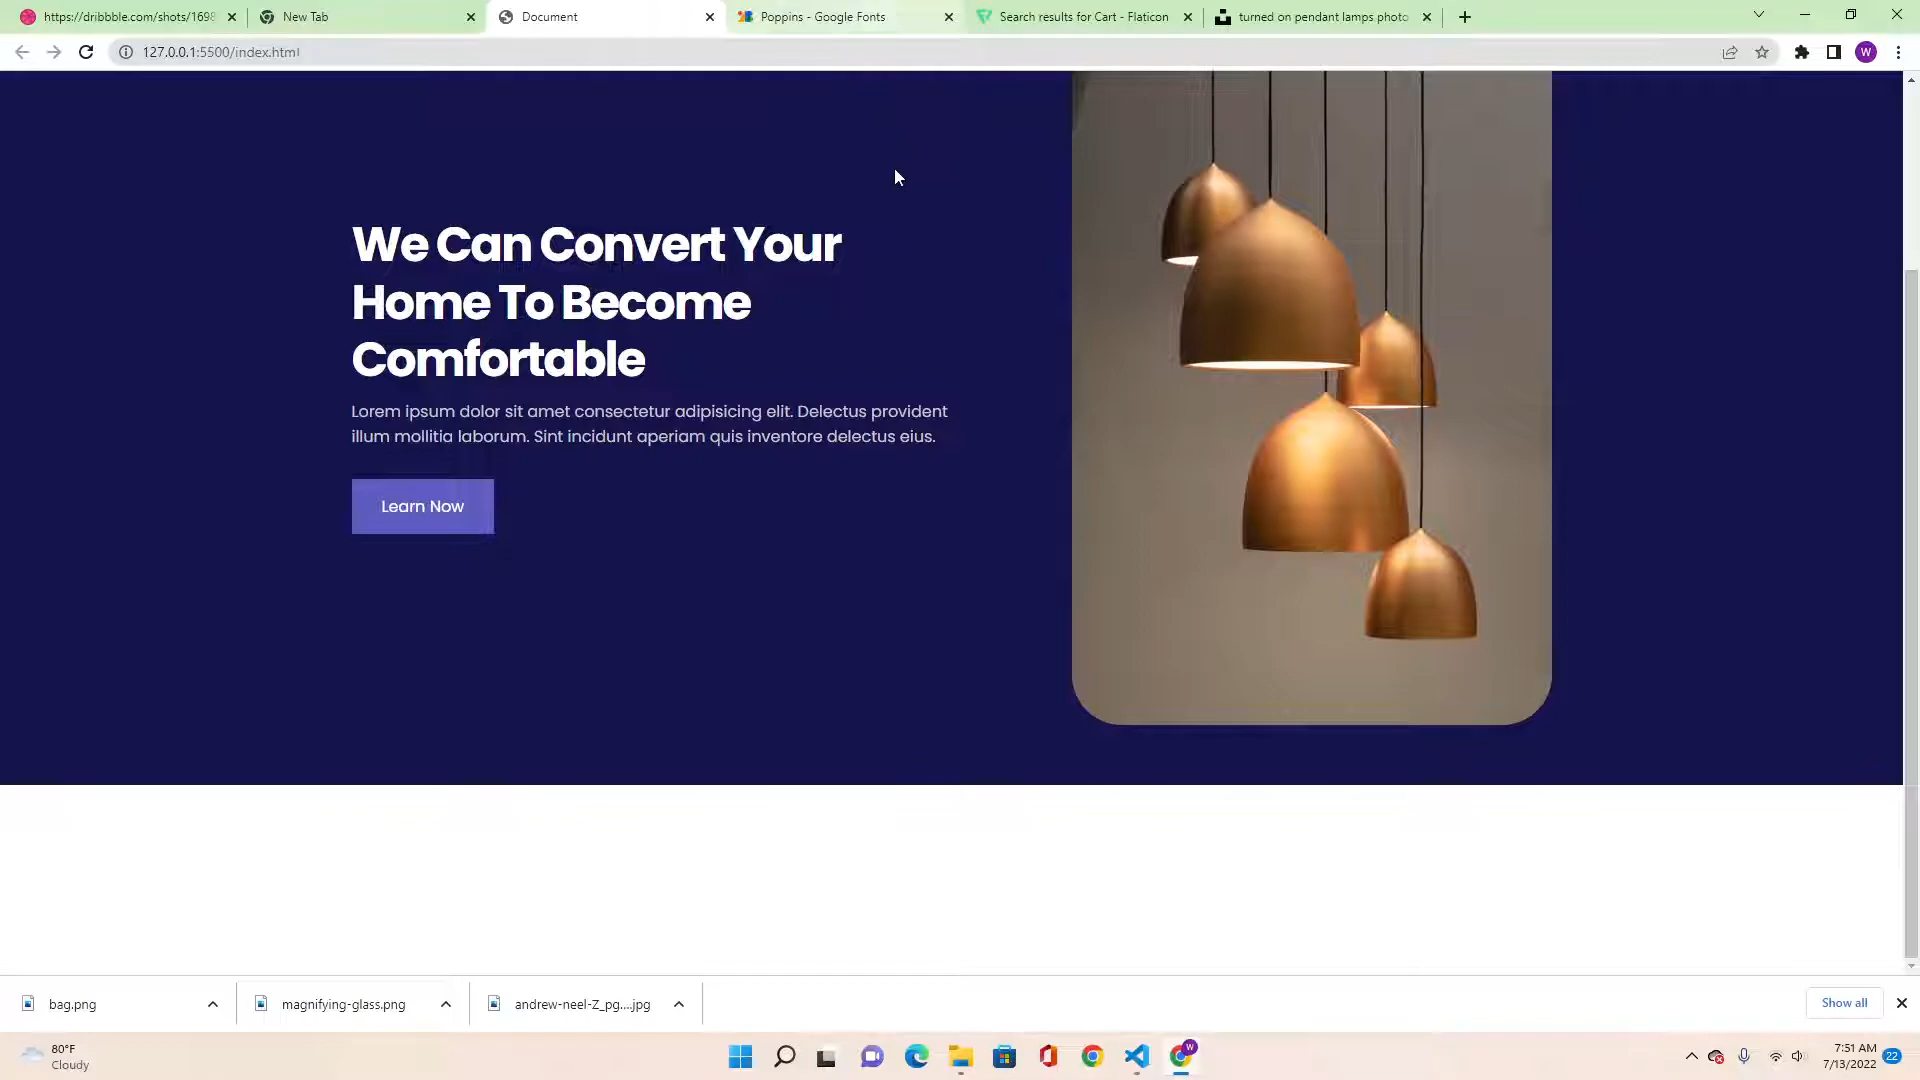 https://dribbble.com/shots/1698
New Tab
Document
Poppins - Google Fonts
Search results for Cart - Flaticon
turned on pendant lamps photo
127.0.0.1:5500/index.html
W
We Can Convert Your
Home To Become
Comfortable
Lorem ipsum dolor sit amet consectetur adipisicing elit. Delectus provident
illum mollitia laborum. Sint incidunt aperiam quis inventore delectus eius.
Learn Now
bag.png
magnifying-glass.png
andrew-neel-Z_pg....jpg
Show all
80°F
Cloudy
W
7:51 AM
7/13/2022
22